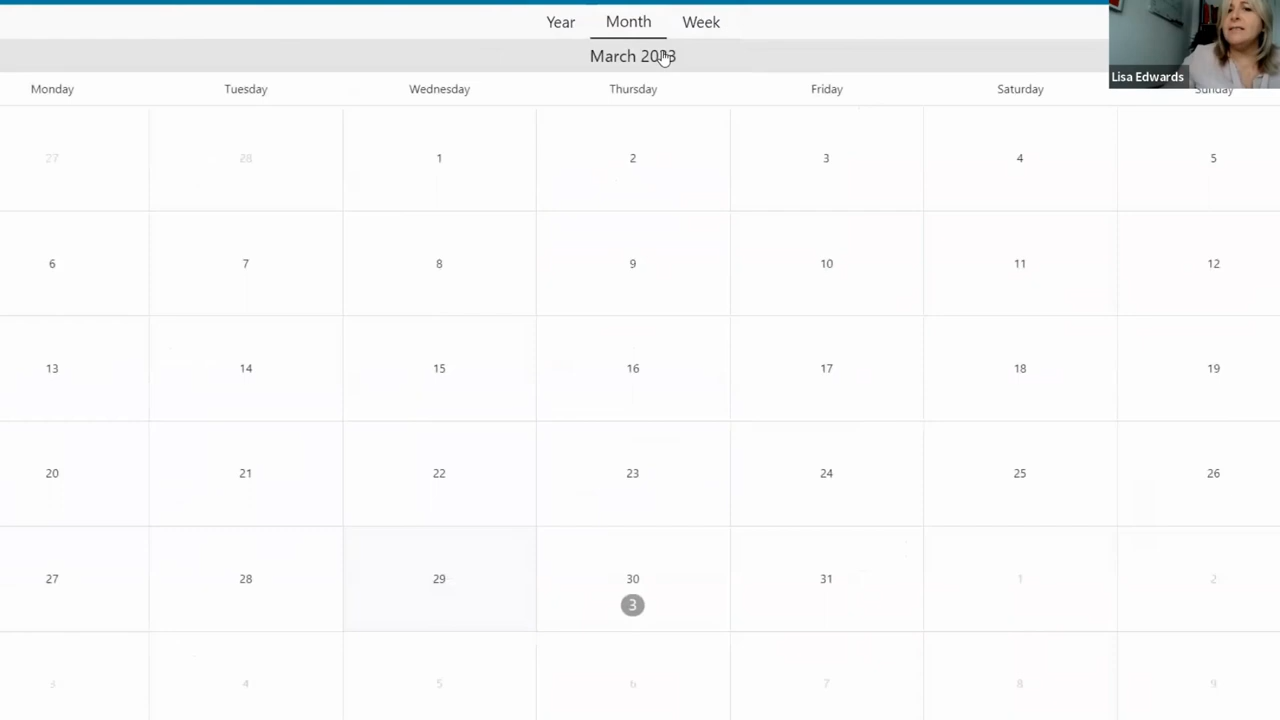 Year Month Week
March 2023
Lisa Edwards
Monday Tuesday Wednesday Thursday Friday Saturday Sunday
27 28 1 2 3 4 5
6 7 8 9 10 11 12
13 14 15 16 17 18 19
20 21 22 23 24 25 26
27 28 29 30 31 1 2
3
3 4 5 6 7 8 9